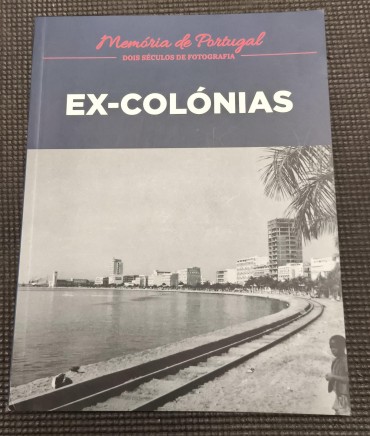 Memória de Portugal
DOIS SÉCULOS DE FOTOGRAFIA
EX-COLÓNIAS